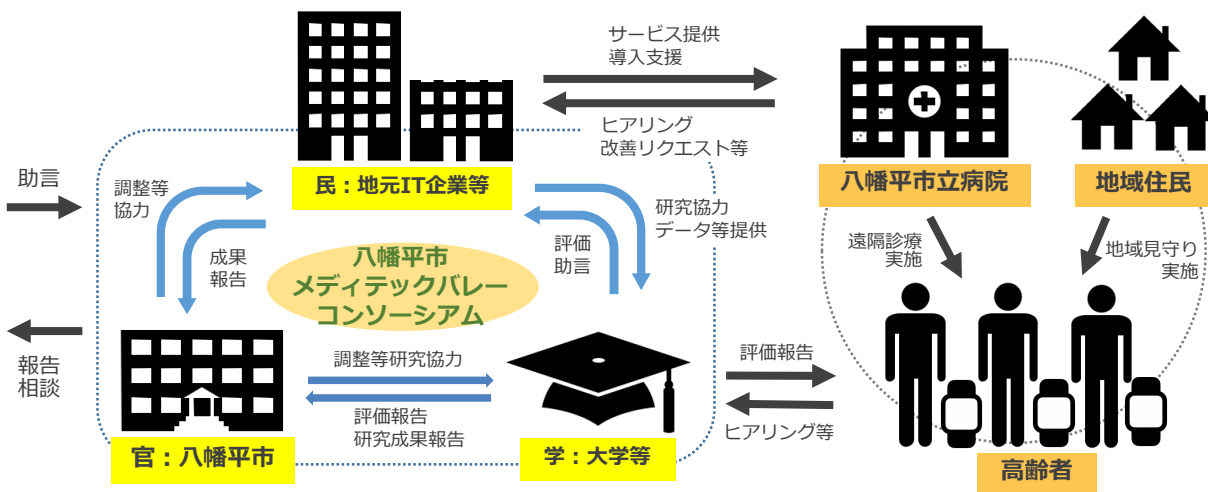 サービス提供
導入支援
ヒアリング
改善リクエスト等
民：地元IT企業等
八幡平市立病院
地域住民
助言
調整等
協力
成果
報告
研究協力
データ等提供
評価
助言
八幡平市
メディテックバレー
コンソーシアム
遠隔診療
実施
地域見守り
実施
報告
相談
調整等研究協力
評価報告
研究成果報告
評価報告
ヒアリング等
官：八幡平市
学：大学等
高齢者